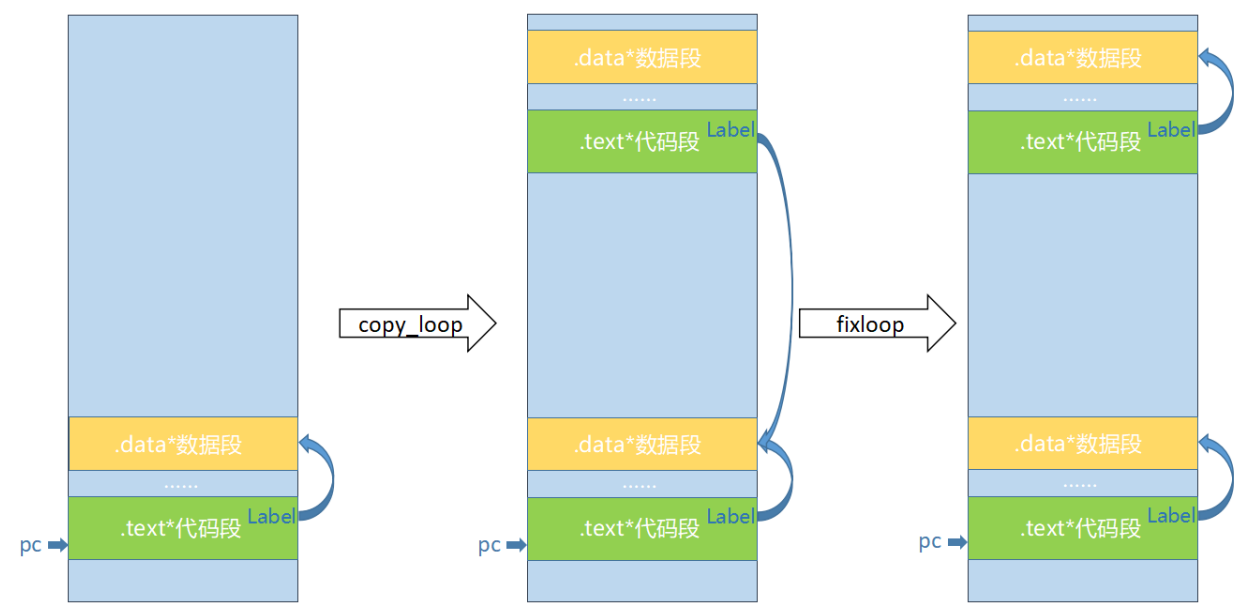 .data*数据段
……
Label
.text*代码段
pc
copy_loop
.data*数据段
……
Label
.text*代码段
.data*数据段
……
Label
.text*代码段
pc
fixloop
.data*数据段
……
Label
.text*代码段
.data*数据段
……
Label
.text*代码段
pc